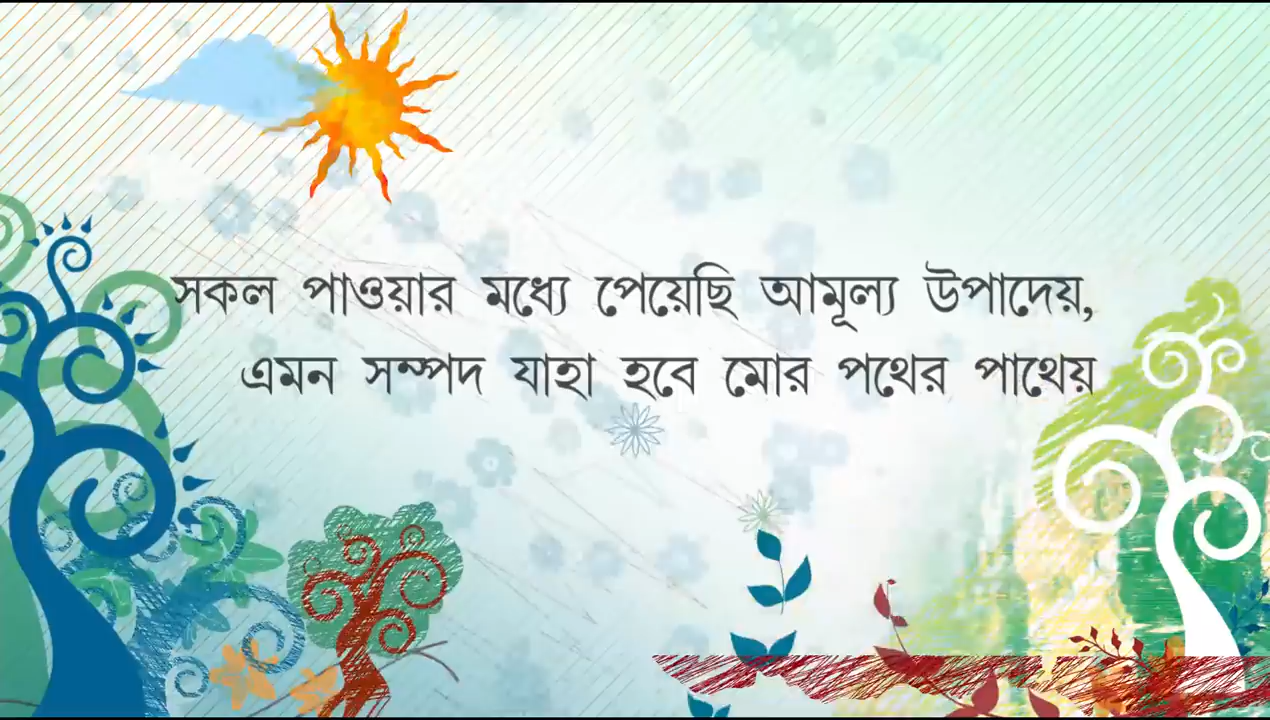 সকল পাওয়ার মধ্যে পেয়েছি আমূল্য উপাদেয়,
এমন সম্পদ যাহা হবে মোর পথের পাথেয়